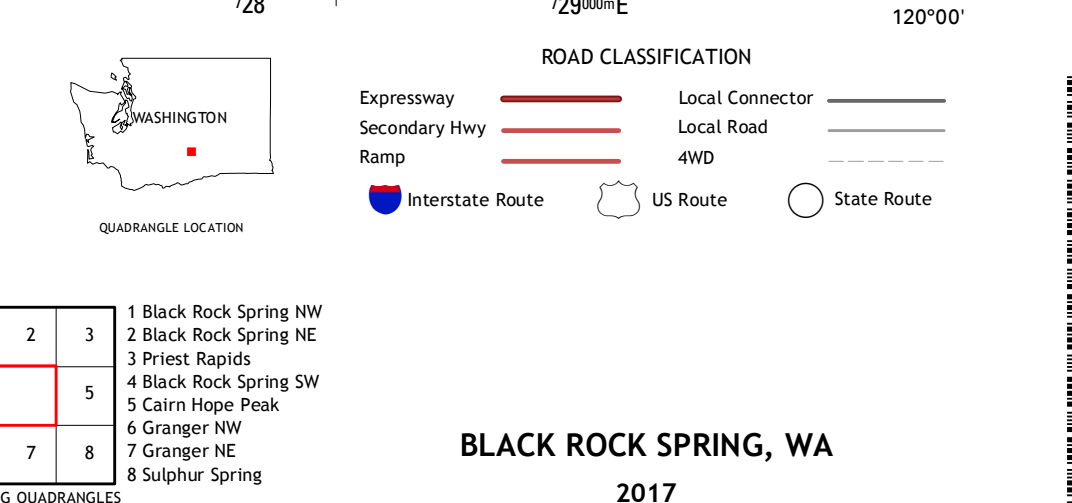 ⁷28
⁷29000mE
120°00'
ROAD CLASSIFICATION
Expressway
Local Connector
Secondary Hwy
Local Road
Ramp
4WD
Interstate Route
US Route
State Route
WASHINGTON
QUADRANGLE LOCATION
2 3
5
7 8
1 Black Rock Spring NW
2 Black Rock Spring NE
3 Priest Rapids
4 Black Rock Spring SW
5 Cairn Hope Peak
6 Granger NW
7 Granger NE
8 Sulphur Spring
G QUADRANGLES
BLACK ROCK SPRING, WA
2017